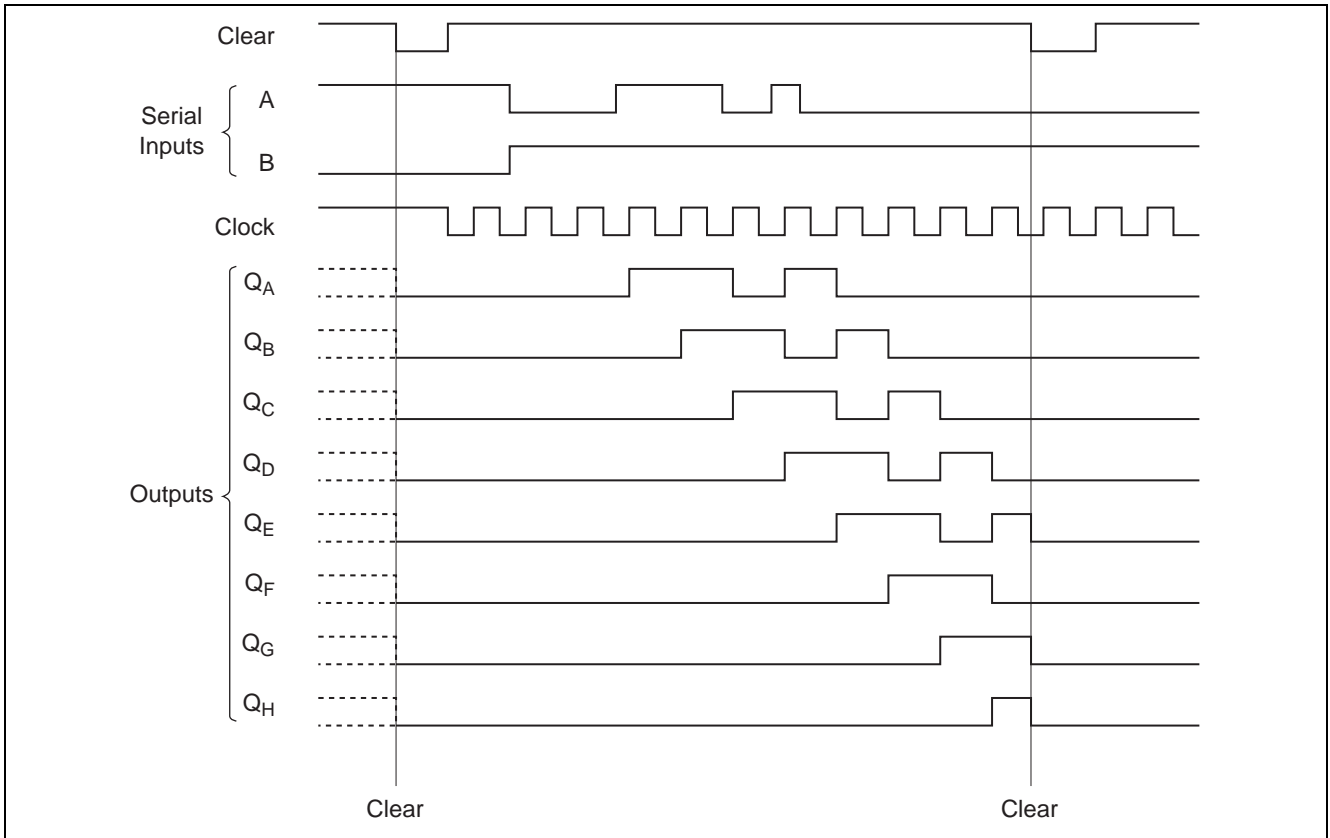 Clear
Serial
Inputs
A
B
Clock
Outputs
QA
QB
QC
QD
QE
QF
QG
QH
Clear
Clear